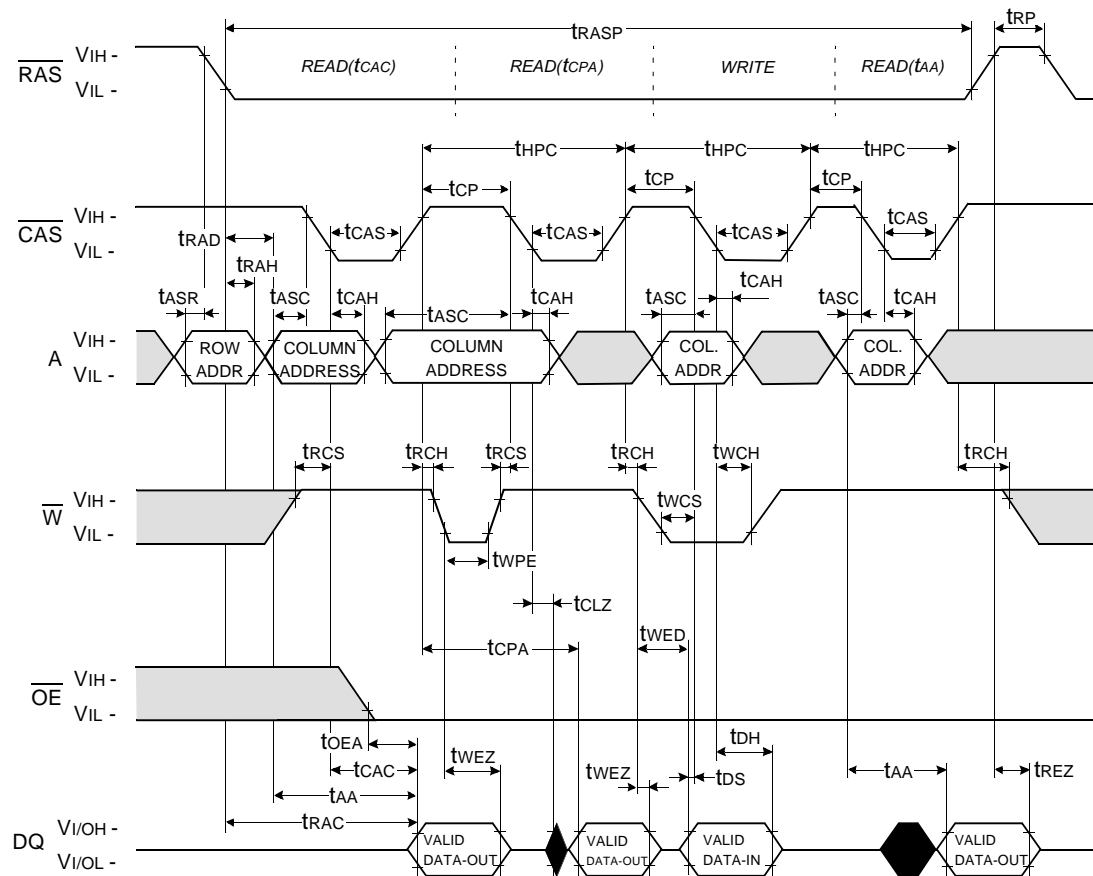 tRASP tRP
RAS VIH -
VIL -
READ(tCAC) READ(tCPA) WRITE READ(tAA)
tHPC tHPC tHPC
tCP tCP tCP
CAS VIH -
VIL -
tCAS tCAS tCAS tCAS
tRAD
tRAH
tASR tASC tCAH tASC tCAH tASC tCAH tASC tCAH
A VIH -
VIL -
ROW ADDR
COLUMN ADDRESS
COLUMN ADDRESS
COL. ADDR
COL. ADDR
tRCS tRCH tRCS tRCH tWCH tRCH
W VIH -
VIL -
tWCS
tWPE
tCLZ
tCPA tWED
OE VIH -
VIL -
tOEA tWEZ tDH
tCAC tWEZ tDS tAA tREZ
tAA
tRAC
DQ VI/OH -
VI/OL -
VALID DATA-OUT
VALID DATA-OUT
VALID DATA-IN
VALID DATA-OUT